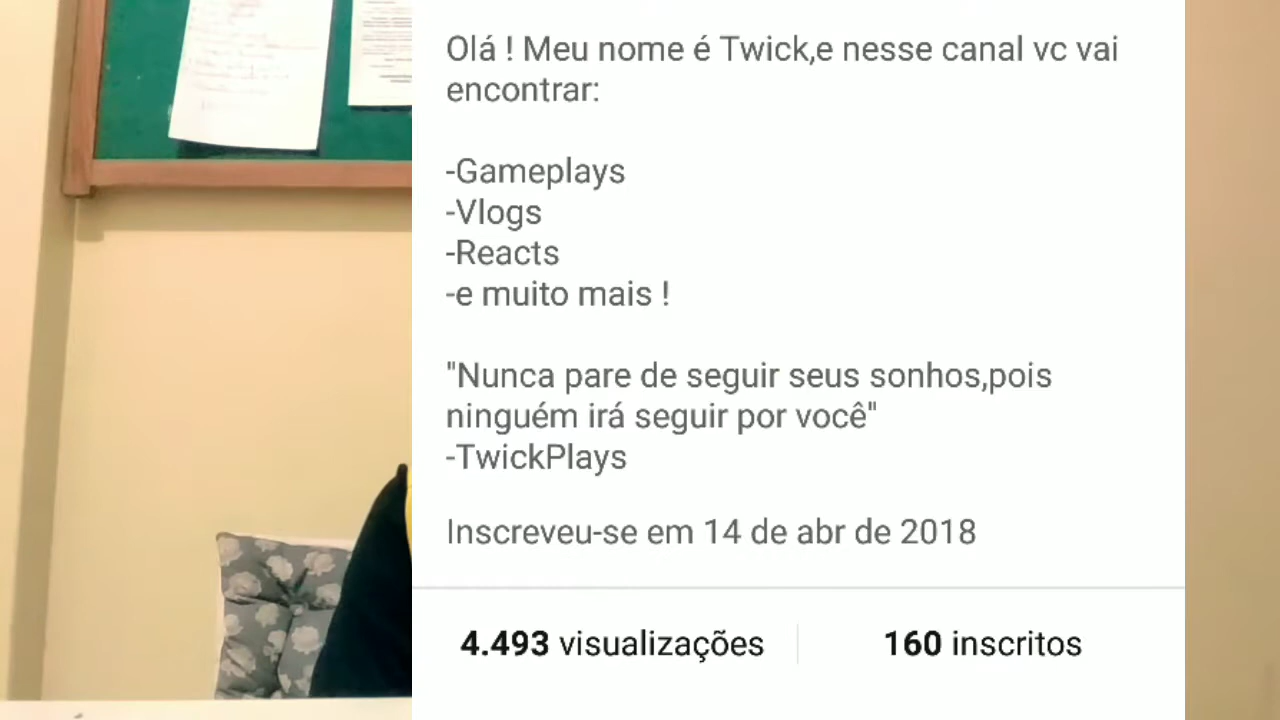 Olá ! Meu nome é Twick,e nesse canal vc vai
encontrar:
-Gameplays
-Vlogs
-Reacts
-e muito mais !
"Nunca pare de seguir seus sonhos,pois
ninguém irá seguir por você"
-TwickPlays
Inscreveu-se em 14 de abr de 2018
4.493 visualizações
160 inscritos